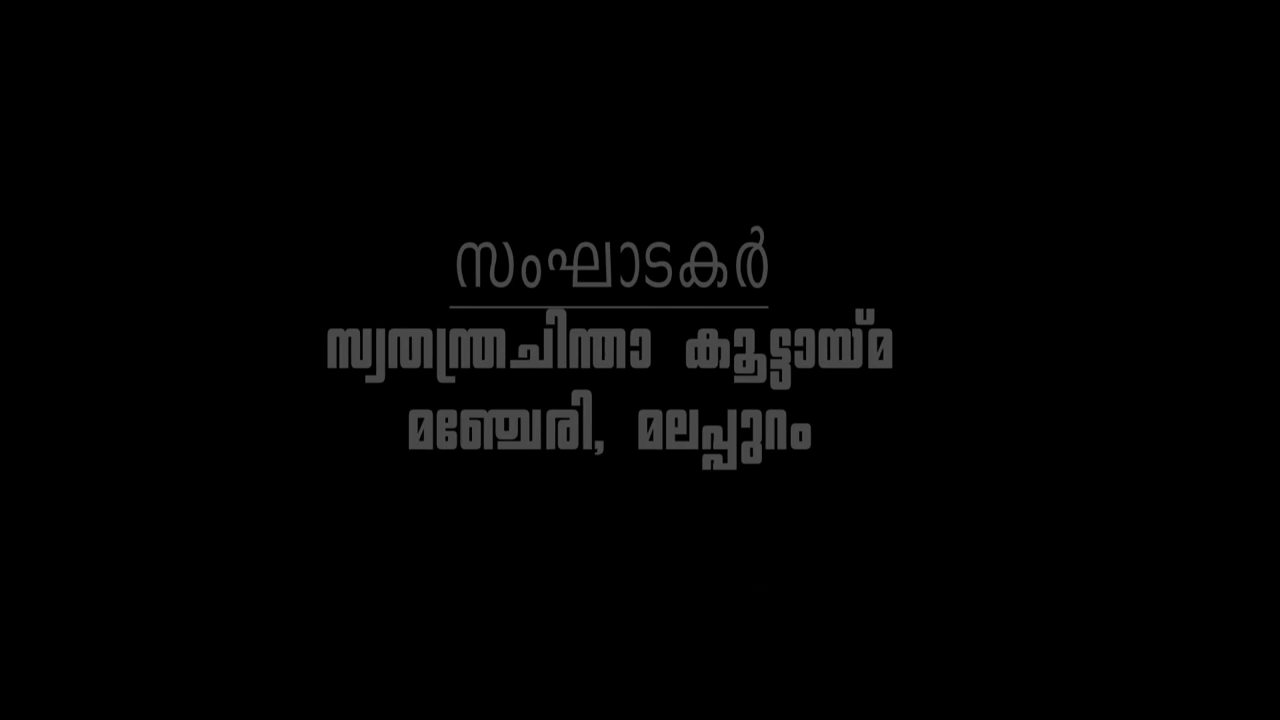 സംഘാടകർ
സ്വതന്ത്രചിന്താ കൂട്ടായ്മ
മഞ്ചേരി, മലപ്പുറം